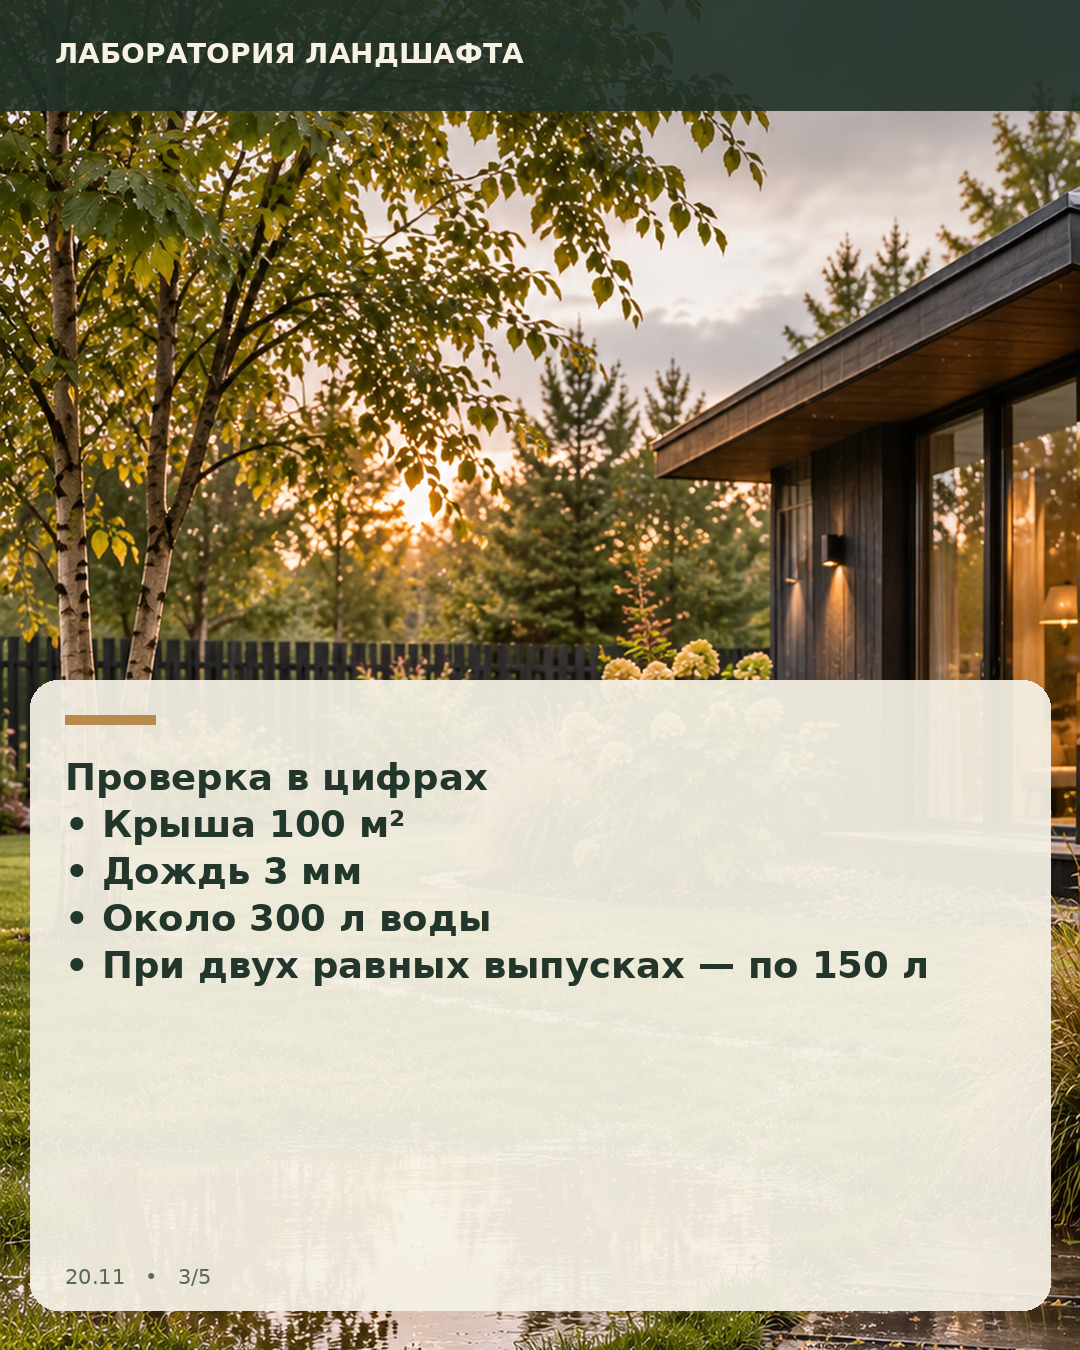 ЛАБОРАТОРИЯ ЛАНДШАФТА
Проверка в цифрах
• Крыша 100 м²
• Дождь 3 мм
• Около 300 л воды
• При двух равных выпусках — по 150 л
20.11 • 3/5